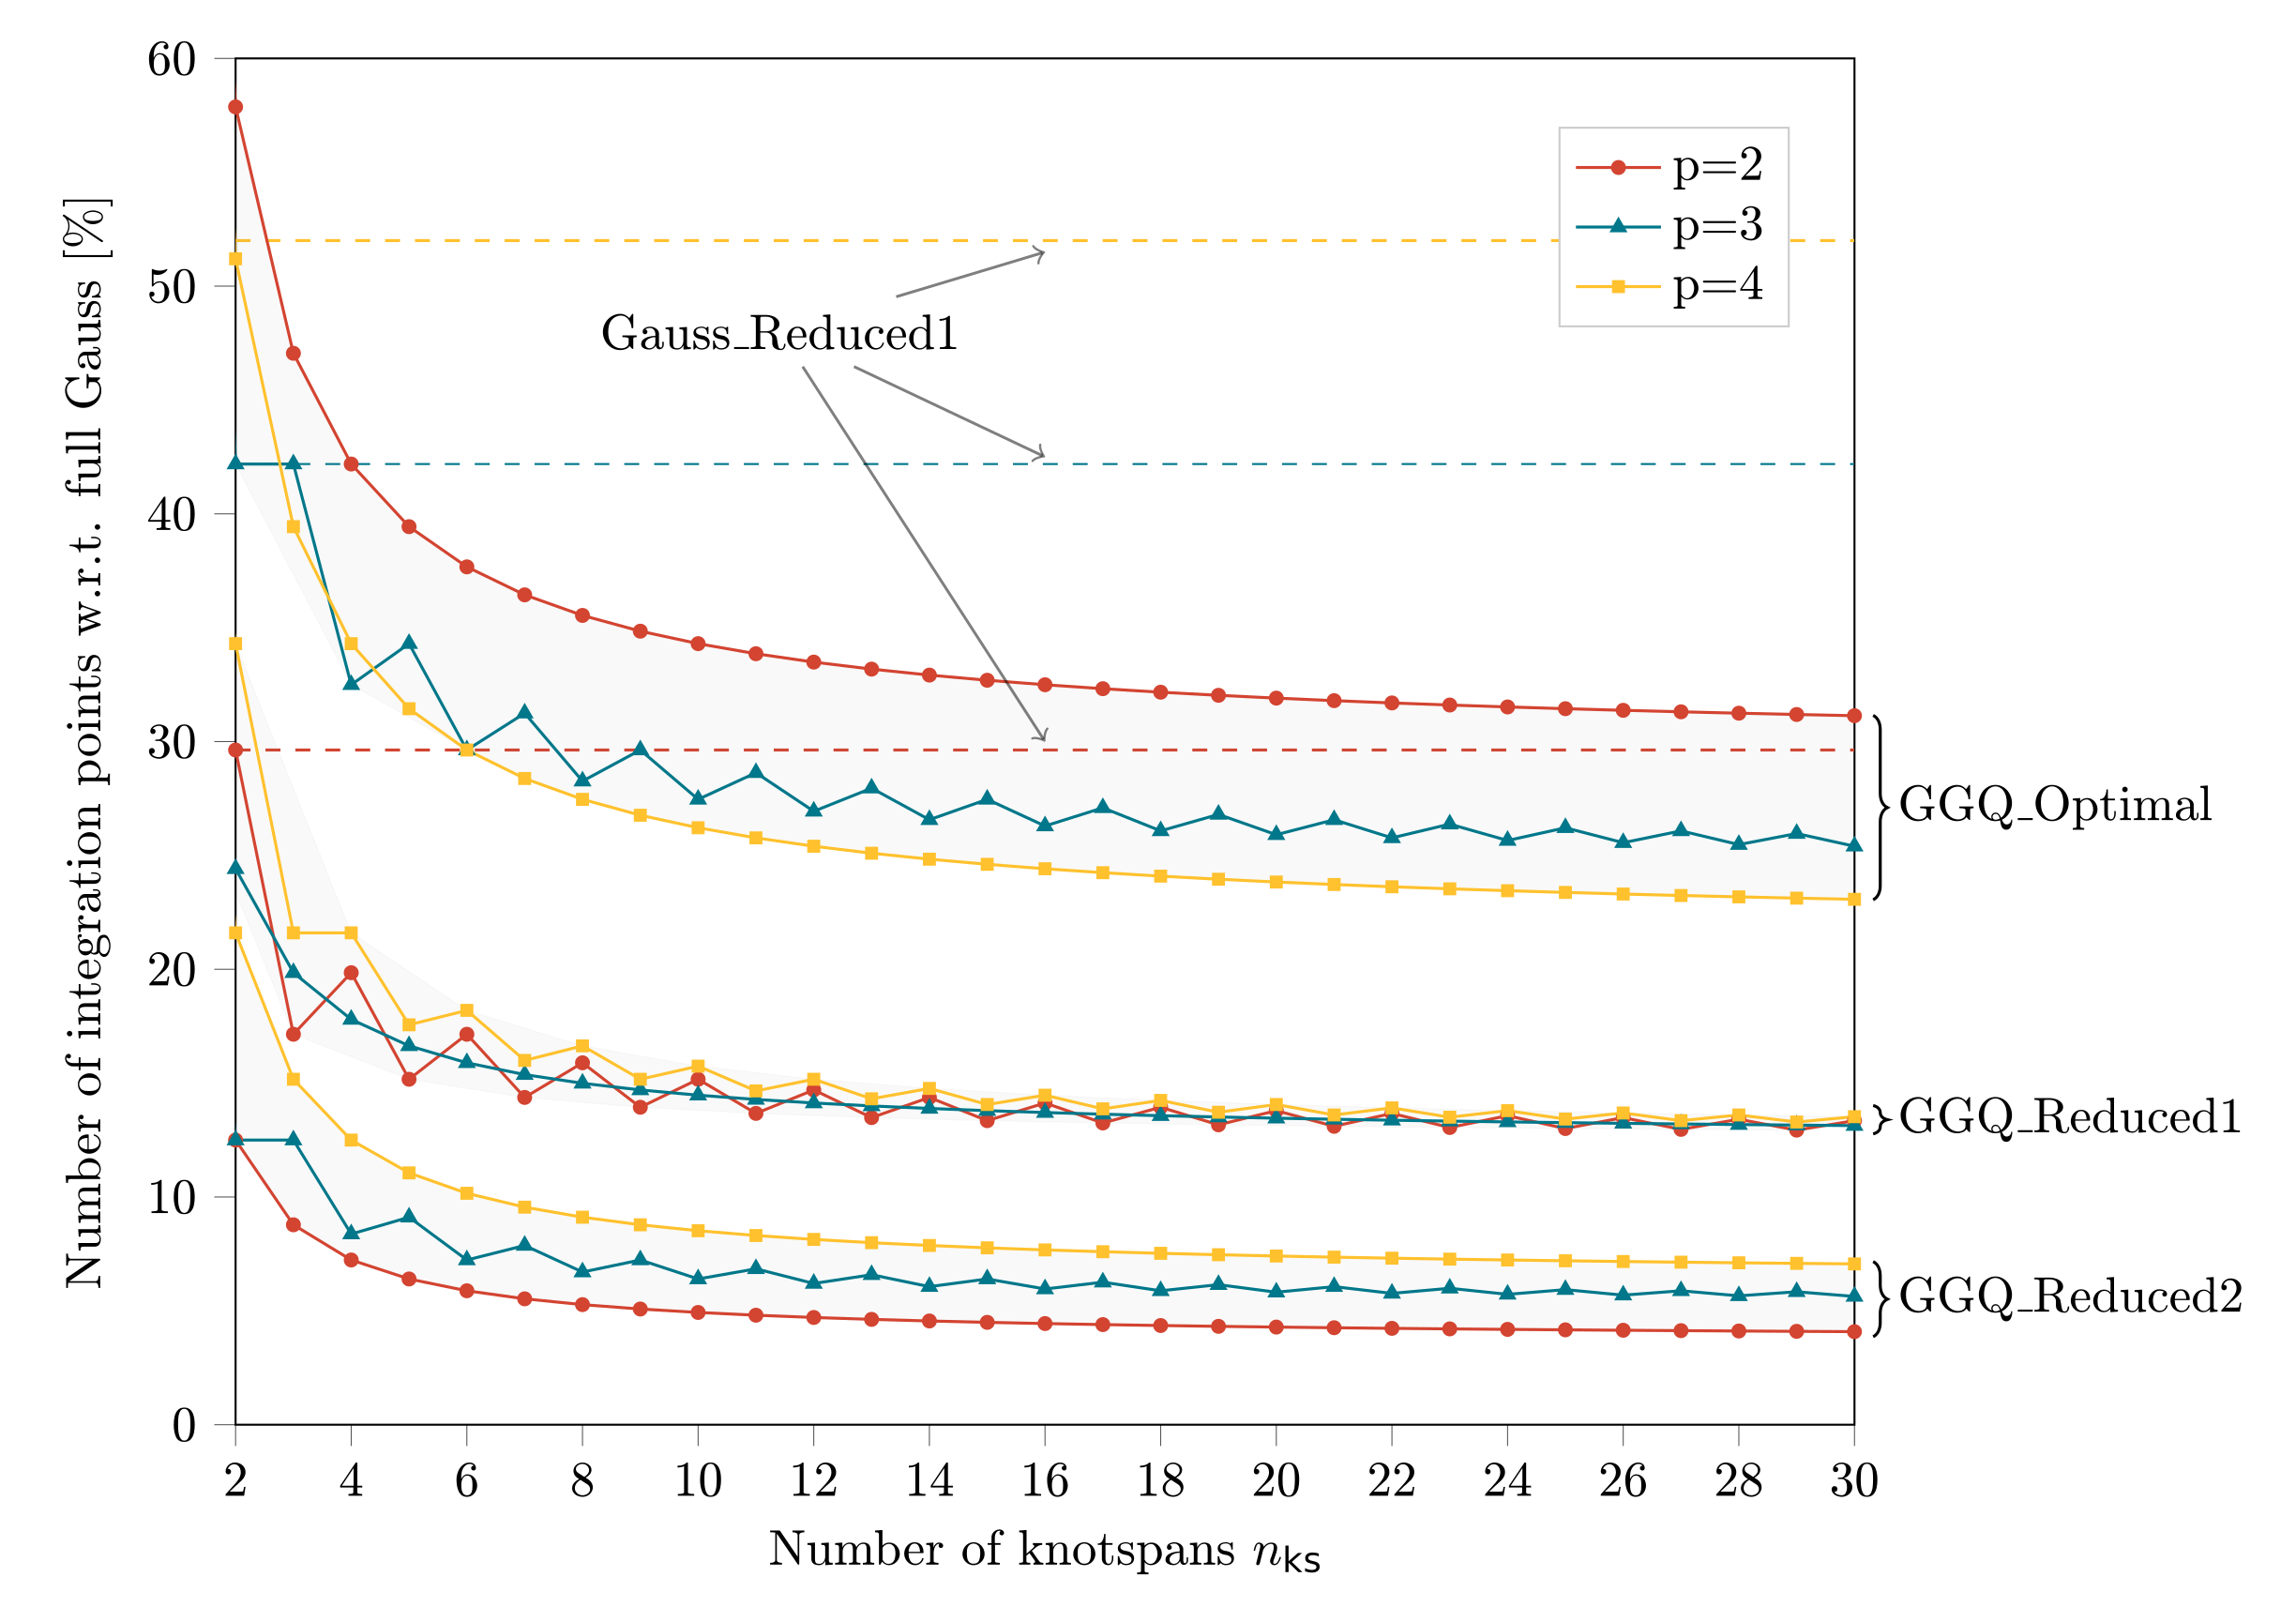 Number of integration points w.r.t. full Gauss [%]
60
50
40
30
20
10
0
p=2
p=3
p=4
Gauss_Reduced1
GGQ_Optimal
GGQ_Reduced1
GGQ_Reduced2
2 4 6 8 10 12 14 16 18 20 22 24 26 28 30
Number of knotspans nks